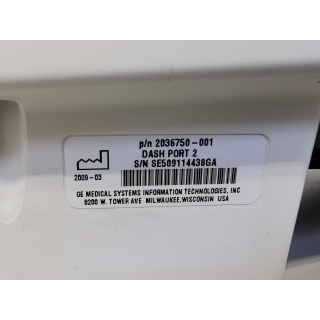 p/n 2036750-001
DASH PORT 2
S/N SE509114438GA
2009-03
GE MEDICAL SYSTEMS INFORMATION TECHNOLOGIES, INC
8200 W. TOWER AVE MILWAUKEE,WISCONSIN USA